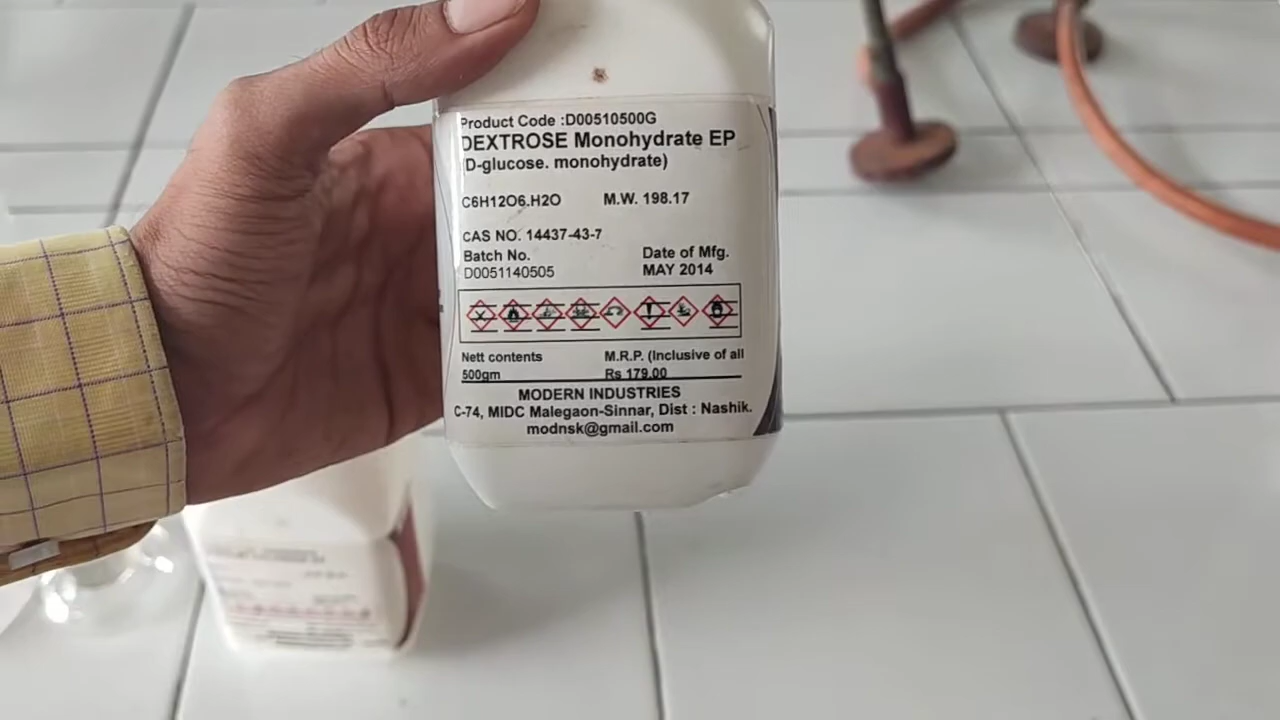 Product Code :D00510500G
DEXTROSE Monohydrate EP
(D-glucose. monohydrate)
C6H12O6.H2O M.W. 198.17
CAS NO. 14437-43-7
Batch No. Date of Mfg.
D0051140505 MAY 2014
Nett contents M.R.P. (Inclusive of all
500gm Rs 179.00
MODERN INDUSTRIES
C-74, MIDC Malegaon-Sinnar, Dist : Nashik.
modnsk@gmail.com